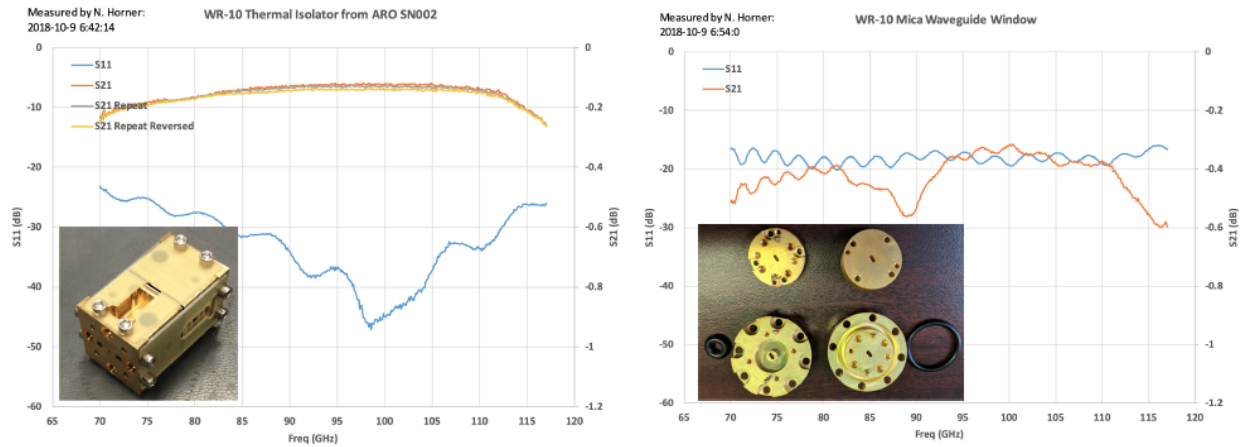 Measured by N. Horner:
2018-10-9 6:42:14
WR-10 Thermal Isolator from ARO SN002
0
-10
-20
-30
-40
-50
-60
S11 (dB)
S11
S21
S21 Repeat
S21 Repeat Reversed
0
-0.2
-0.4
-0.6
-0.8
-1
-1.2
S21 (dB)
65 70 75 80 85 90 95 100 105 110 115 120
Freq (GHz)
Measured by N. Horner:
2018-10-9 6:54:0
WR-10 Mica Waveguide Window
0
-10
-20
-30
-40
-50
-60
S11 (dB)
S11
S21
0
-0.2
-0.4
-0.6
-0.8
-1
-1.2
S21 (dB)
65 70 75 80 85 90 95 100 105 110 115 120
Freq (GHz)